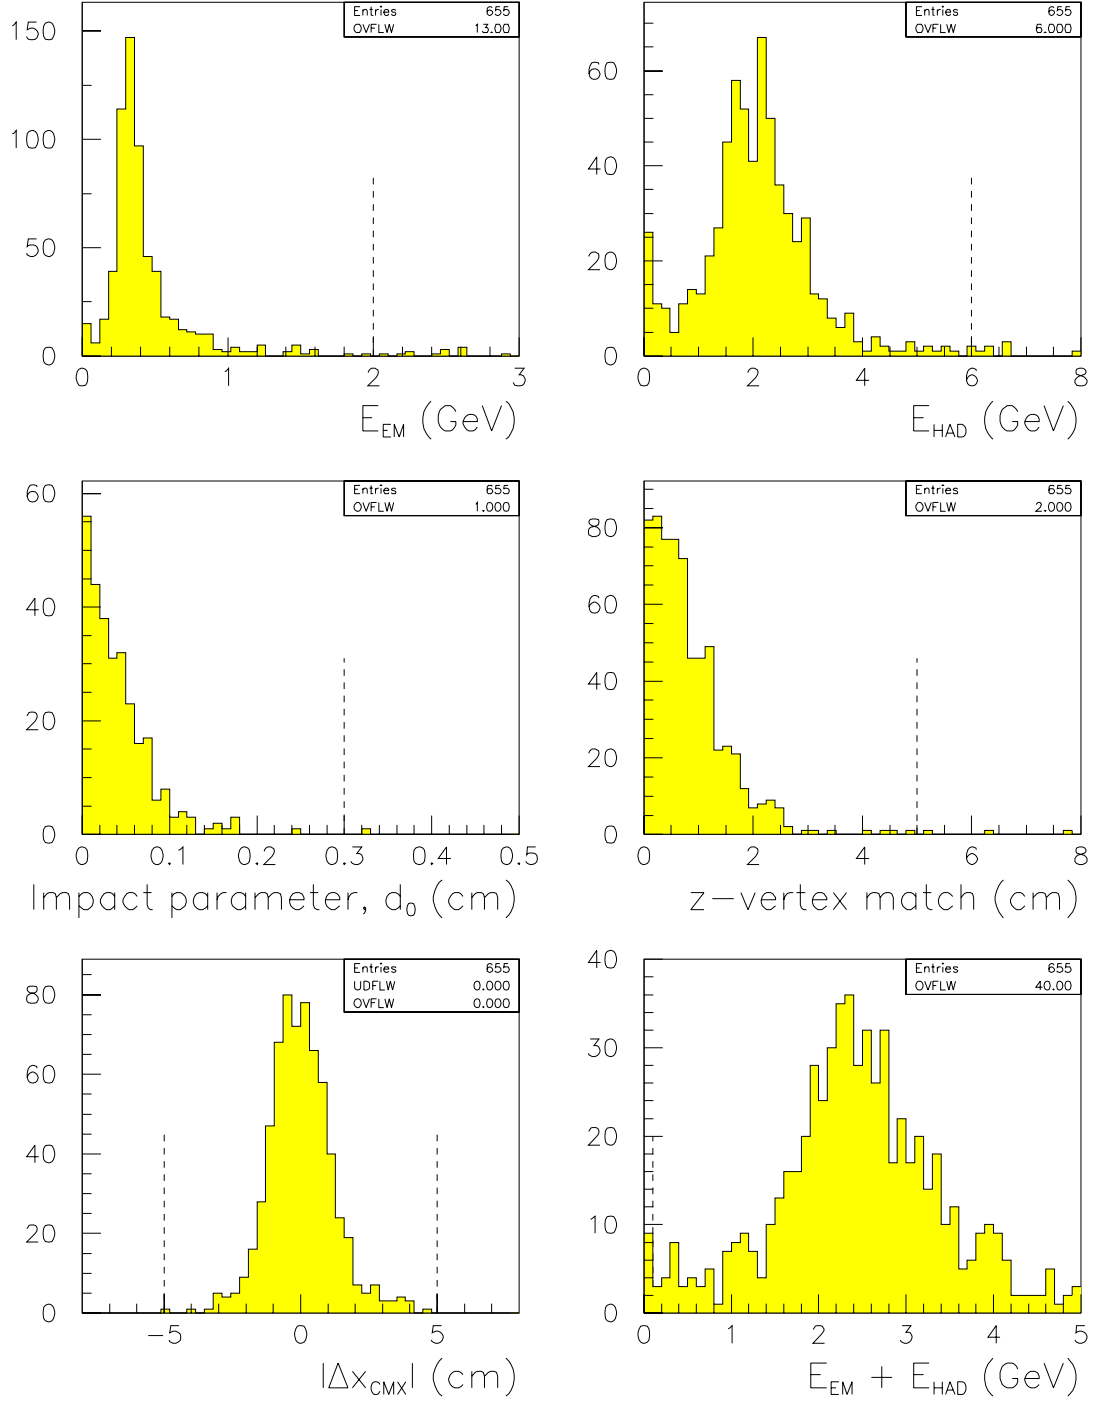 Entries 655
OVFLW 13.00
150
100
50
0
0 1 2 3
E_EM (GeV)
Entries 655
OVFLW 6.000
60
40
20
0
0 2 4 6 8
E_HAD (GeV)
Entries 655
OVFLW 1.000
60
40
20
0
0 0.1 0.2 0.3 0.4 0.5
Impact parameter, d_0 (cm)
Entries 655
OVFLW 2.000
80
60
40
20
0
0 2 4 6 8
z-vertex match (cm)
Entries 655
UDFLW 0.000
OVFLW 0.000
80
60
40
20
0
-5 0 5
|Δx_CMX| (cm)
Entries 655
OVFLW 40.00
40
30
20
10
0
0 1 2 3 4 5
E_EM + E_HAD (GeV)